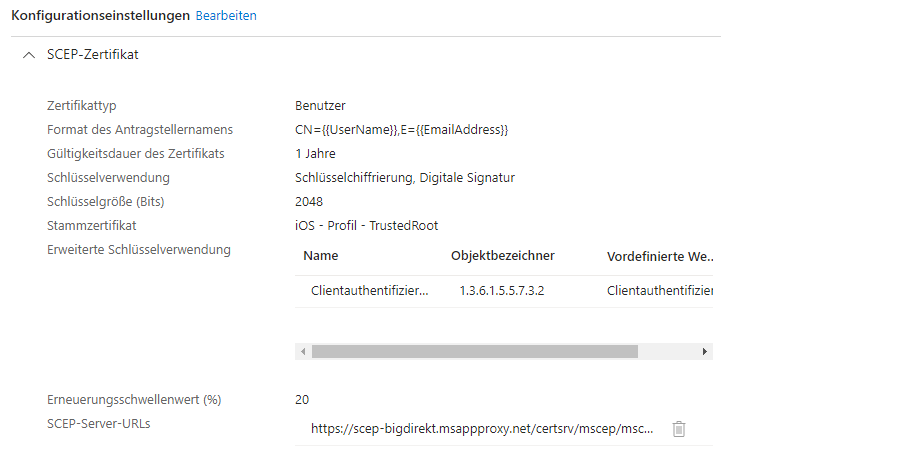 Konfigurationseinstellungen Bearbeiten
SCEP-Zertifikat
Zertifikattyp Benutzer
Format des Antragstellernamens CN={{UserName}},E={{EmailAddress}}
Gültigkeitsdauer des Zertifikats 1 Jahre
Schlüsselverwendung Schlüsselchiffrierung, Digitale Signatur
Schlüsselgröße (Bits) 2048
Stammzertifikat iOS - Profil - TrustedRoot
Erweiterte Schlüsselverwendung
Name Objektbezeichner Vordefinierte We...
Clientauthentifizier... 1.3.6.1.5.5.7.3.2 Clientauthentifizier
Erneuerungsschwellenwert (%) 20
SCEP-Server-URLs
https://scep-bigdirekt.msappproxy.net/certsrv/mscep/msc...